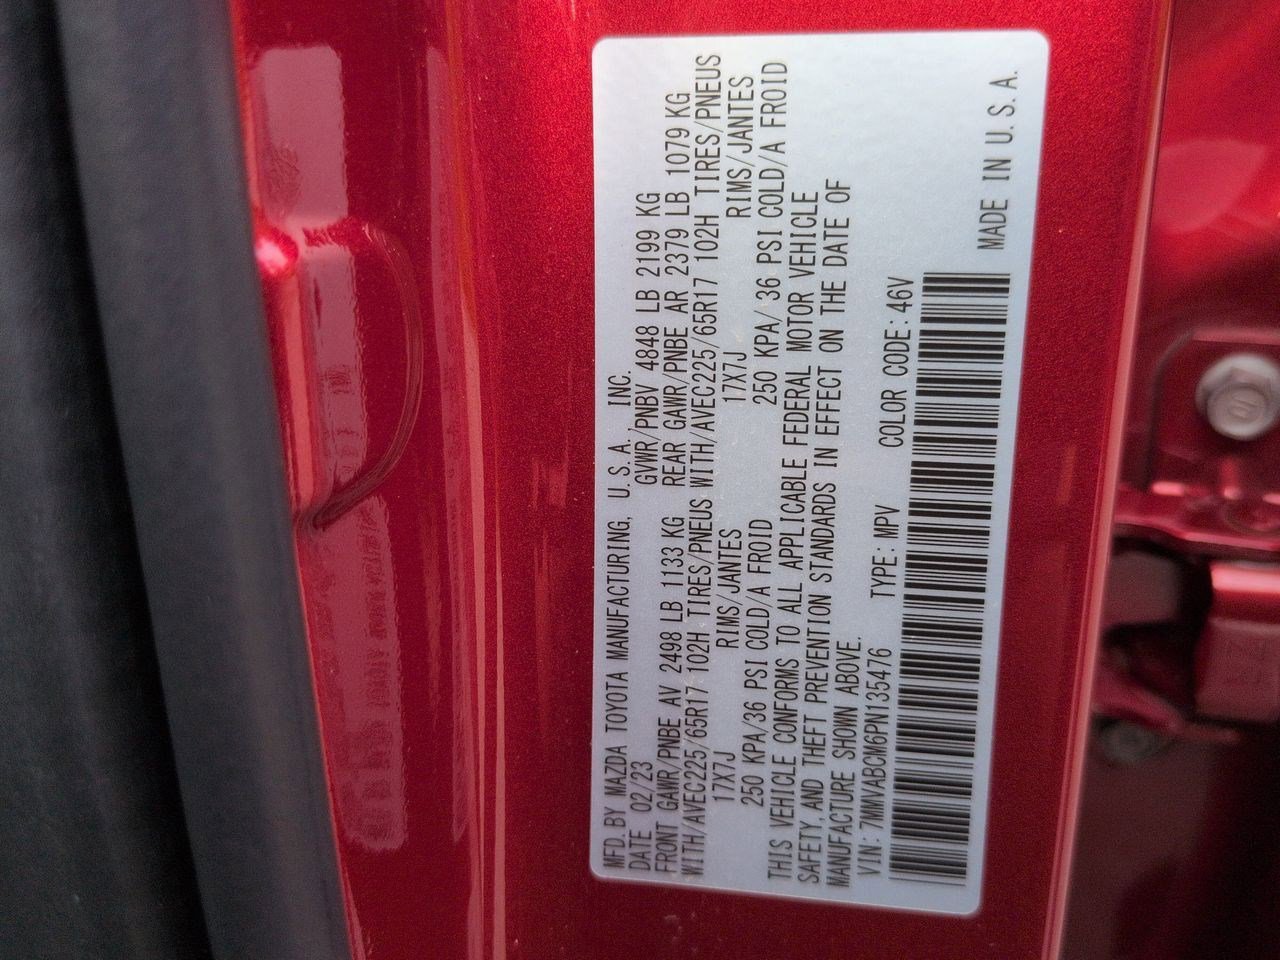 MFD. BY MAZDA TOYOTA MANUFACTURING, U.S.A. INC.
DATE 02/23 GVWR/PNBV 4848 LB 2199 KG
FRONT GAWR/PNBE AV 2498 LB 1133 KG REAR GAWR/PNBE AR 2379 LB 1079 KG
WITH/AVEC225/65R17 102H TIRES/PNEUS WITH/AVEC225/65R17 102H TIRES/PNEUS
17X7J RIMS/JANTES 17X7J RIMS/JANTES
250 KPA/36 PSI COLD/A FROID 250 KPA/ 36 PSI COLD/A FROID
THIS VEHICLE CONFORMS TO ALL APPLICABLE FEDERAL MOTOR VEHICLE
SAFETY, AND THEFT PREVENTION STANDARDS IN EFFECT ON THE DATE OF
MANUFACTURE SHOWN ABOVE.
VIN: 7MMVABCM6PN135476 TYPE: MPV COLOR CODE: 46V
MADE IN U.S.A.